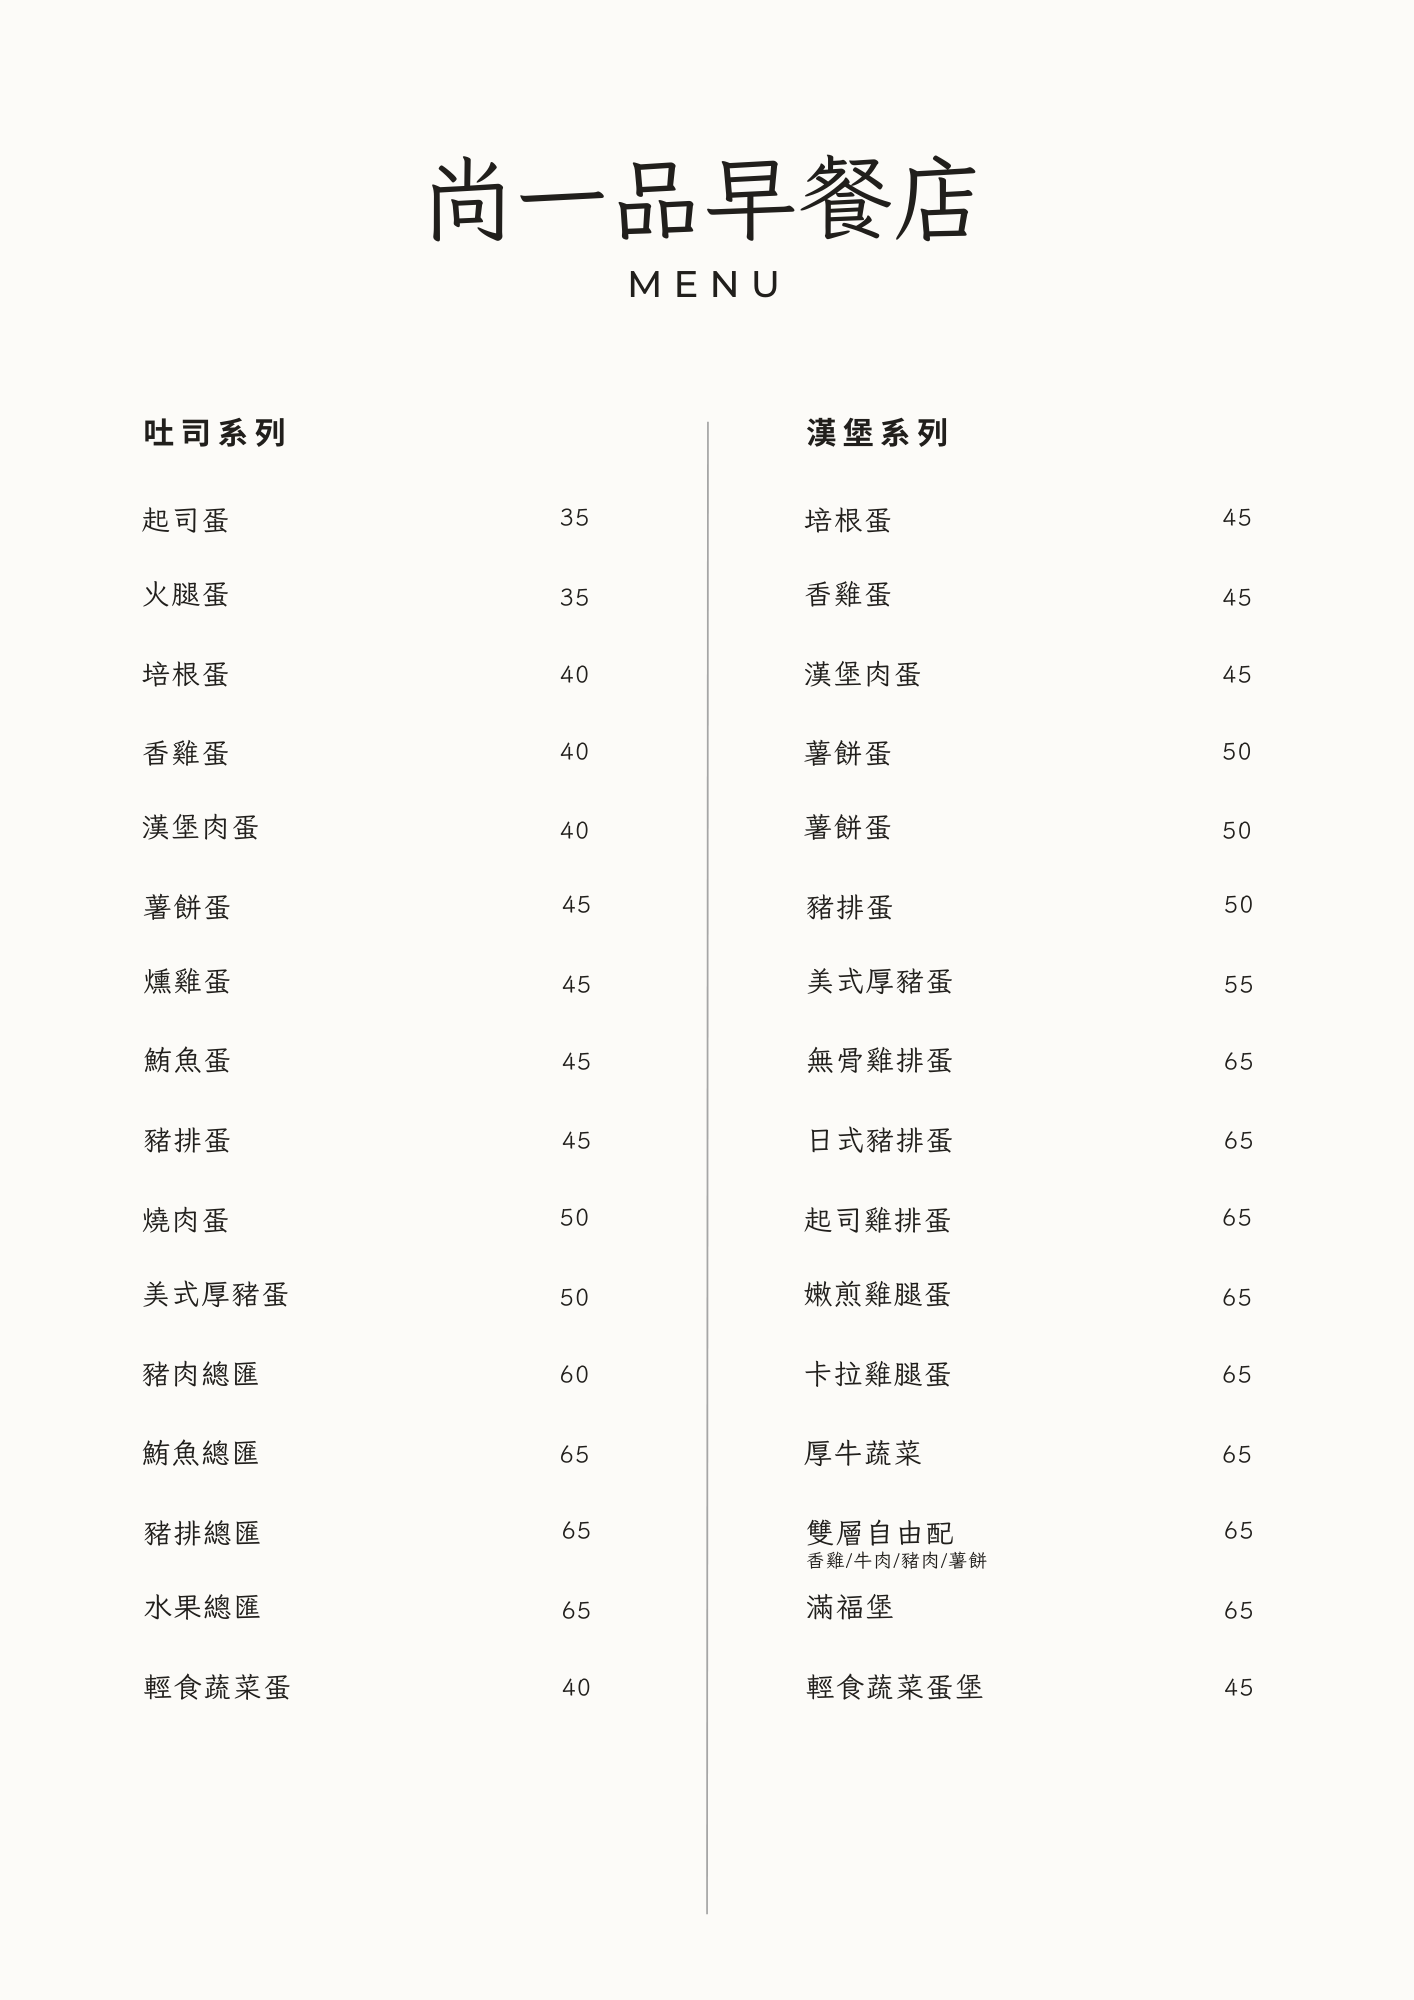 尚一品早餐店
MENU
吐司系列
起司蛋 35
火腿蛋 35
培根蛋 40
香雞蛋 40
漢堡肉蛋 40
薯餅蛋 45
燻雞蛋 45
鮪魚蛋 45
豬排蛋 45
燒肉蛋 50
美式厚豬蛋 50
豬肉總匯 60
鮪魚總匯 65
豬排總匯 65
水果總匯 65
輕食蔬菜蛋 40
漢堡系列
培根蛋 45
香雞蛋 45
漢堡肉蛋 45
薯餅蛋 50
薯餅蛋 50
豬排蛋 50
美式厚豬蛋 55
無骨雞排蛋 65
日式豬排蛋 65
起司雞排蛋 65
嫩煎雞腿蛋 65
卡拉雞腿蛋 65
厚牛蔬菜 65
雙層自由配 65
香雞/牛肉/豬肉/薯餅
滿福堡 65
輕食蔬菜蛋堡 45